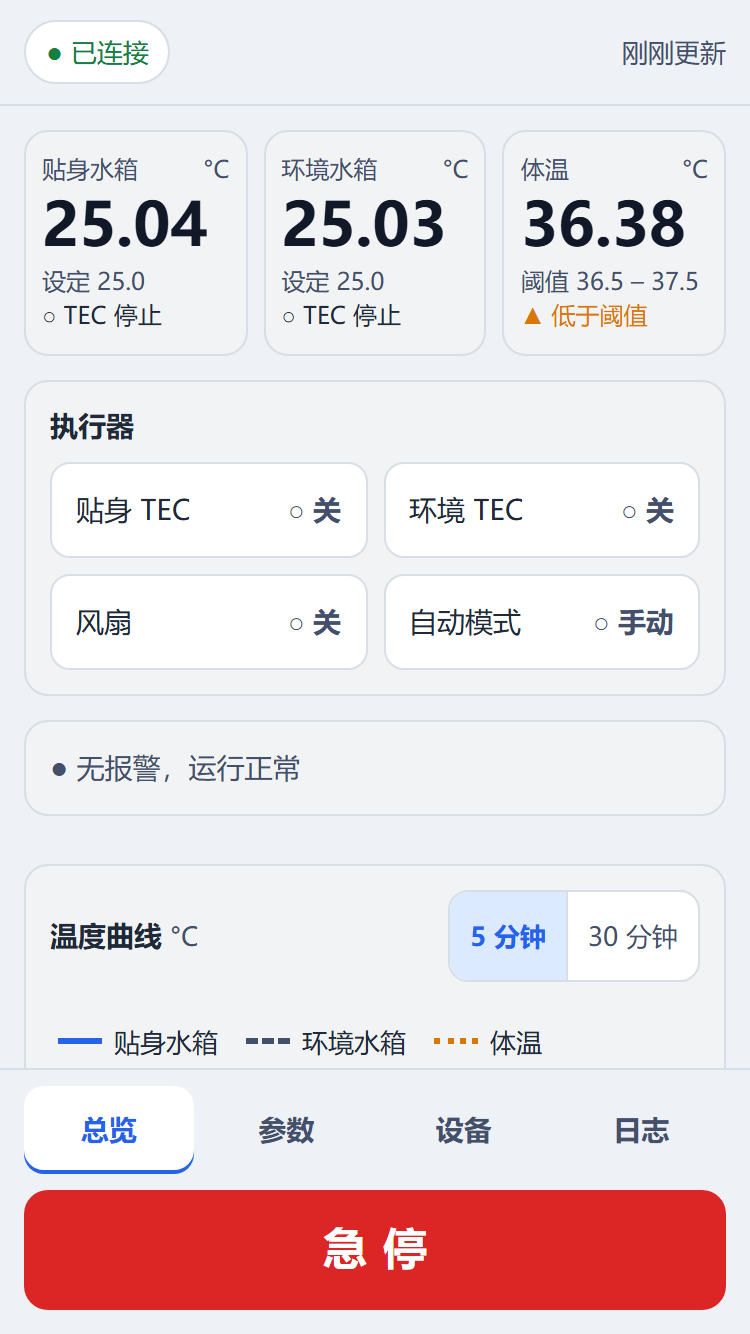 ● 已连接
刚刚更新
贴身水箱 °C
25.04
设定 25.0
○ TEC 停止
环境水箱 °C
25.03
设定 25.0
○ TEC 停止
体温 °C
36.38
阈值 36.5 – 37.5
▲ 低于阈值
执行器
贴身 TEC ○ 关
环境 TEC ○ 关
风扇 ○ 关
自动模式 ○ 手动
● 无报警，运行正常
温度曲线 °C
5 分钟 30 分钟
贴身水箱 环境水箱 体温
总览 参数 设备 日志
急 停